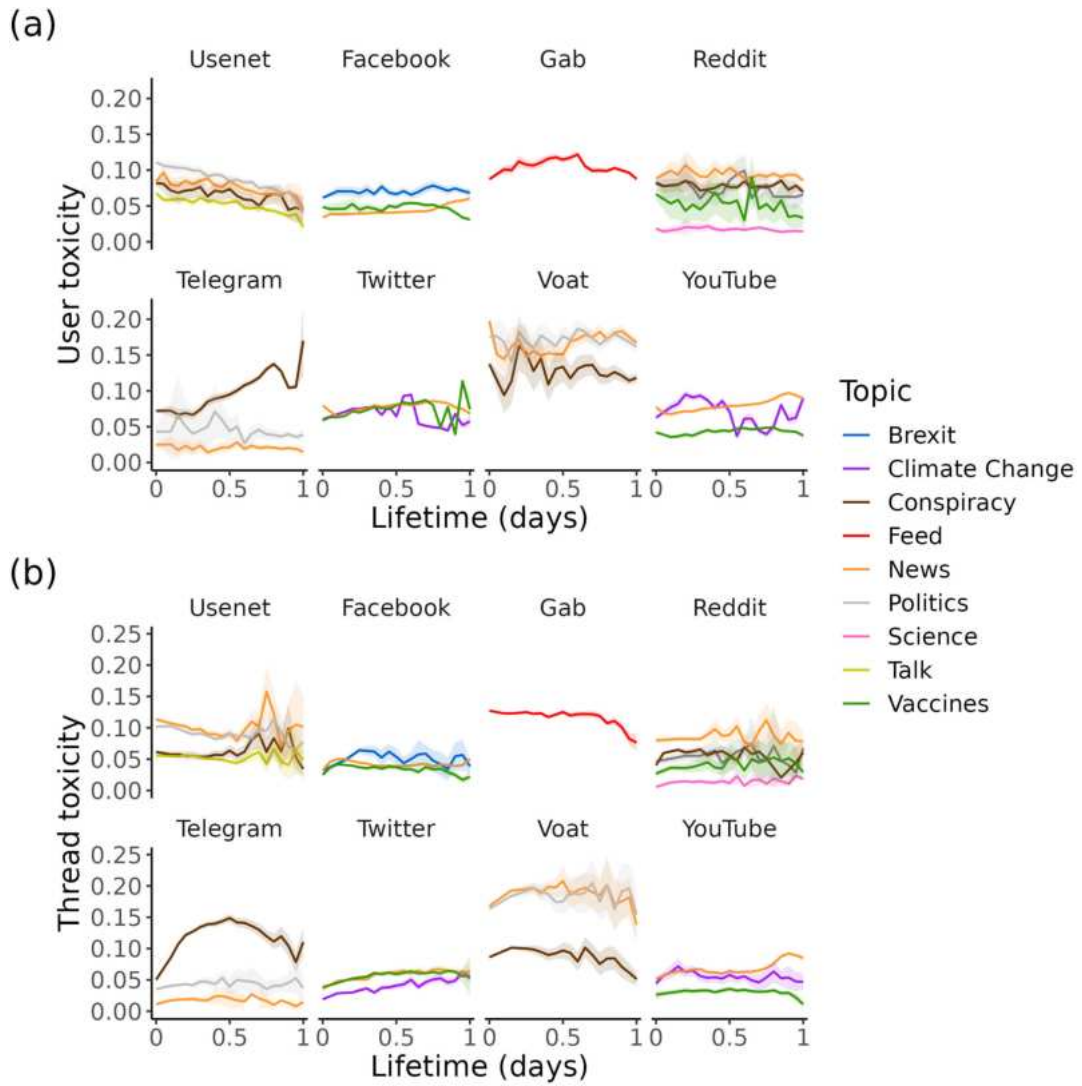 (a)
Usenet Facebook Gab Reddit
0.20
0.15
0.10
0.05
0.00
Telegram Twitter Voat YouTube
0.20
0.15
0.10
0.05
0.00
User toxicity
0 0.5 1 0 0.5 1 0 0.5 1 0 0.5 1
Lifetime (days)
Topic
Brexit
Climate Change
Conspiracy
Feed
News
Politics
Science
Talk
Vaccines
(b)
Usenet Facebook Gab Reddit
0.25
0.20
0.15
0.10
0.05
0.00
Telegram Twitter Voat YouTube
0.25
0.20
0.15
0.10
0.05
0.00
Thread toxicity
0 0.5 1 0 0.5 1 0 0.5 1 0 0.5 1
Lifetime (days)